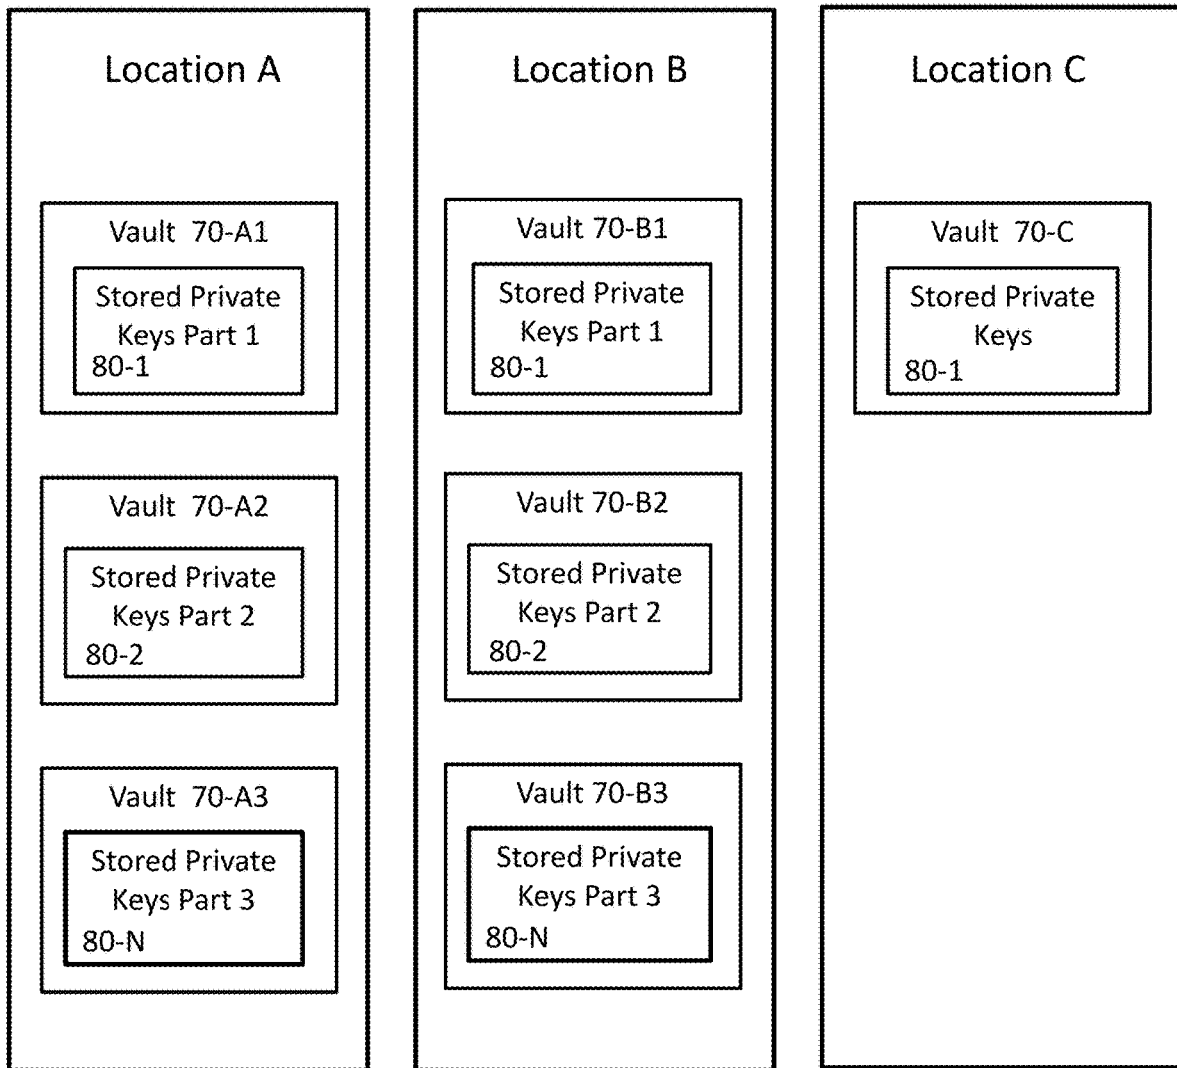 Location A
Vault 70-A1
Stored Private
Keys Part 1
80-1
Vault 70-A2
Stored Private
Keys Part 2
80-2
Vault 70-A3
Stored Private
Keys Part 3
80-N
Location B
Vault 70-B1
Stored Private
Keys Part 1
80-1
Vault 70-B2
Stored Private
Keys Part 2
80-2
Vault 70-B3
Stored Private
Keys Part 3
80-N
Location C
Vault 70-C
Stored Private
Keys
80-1